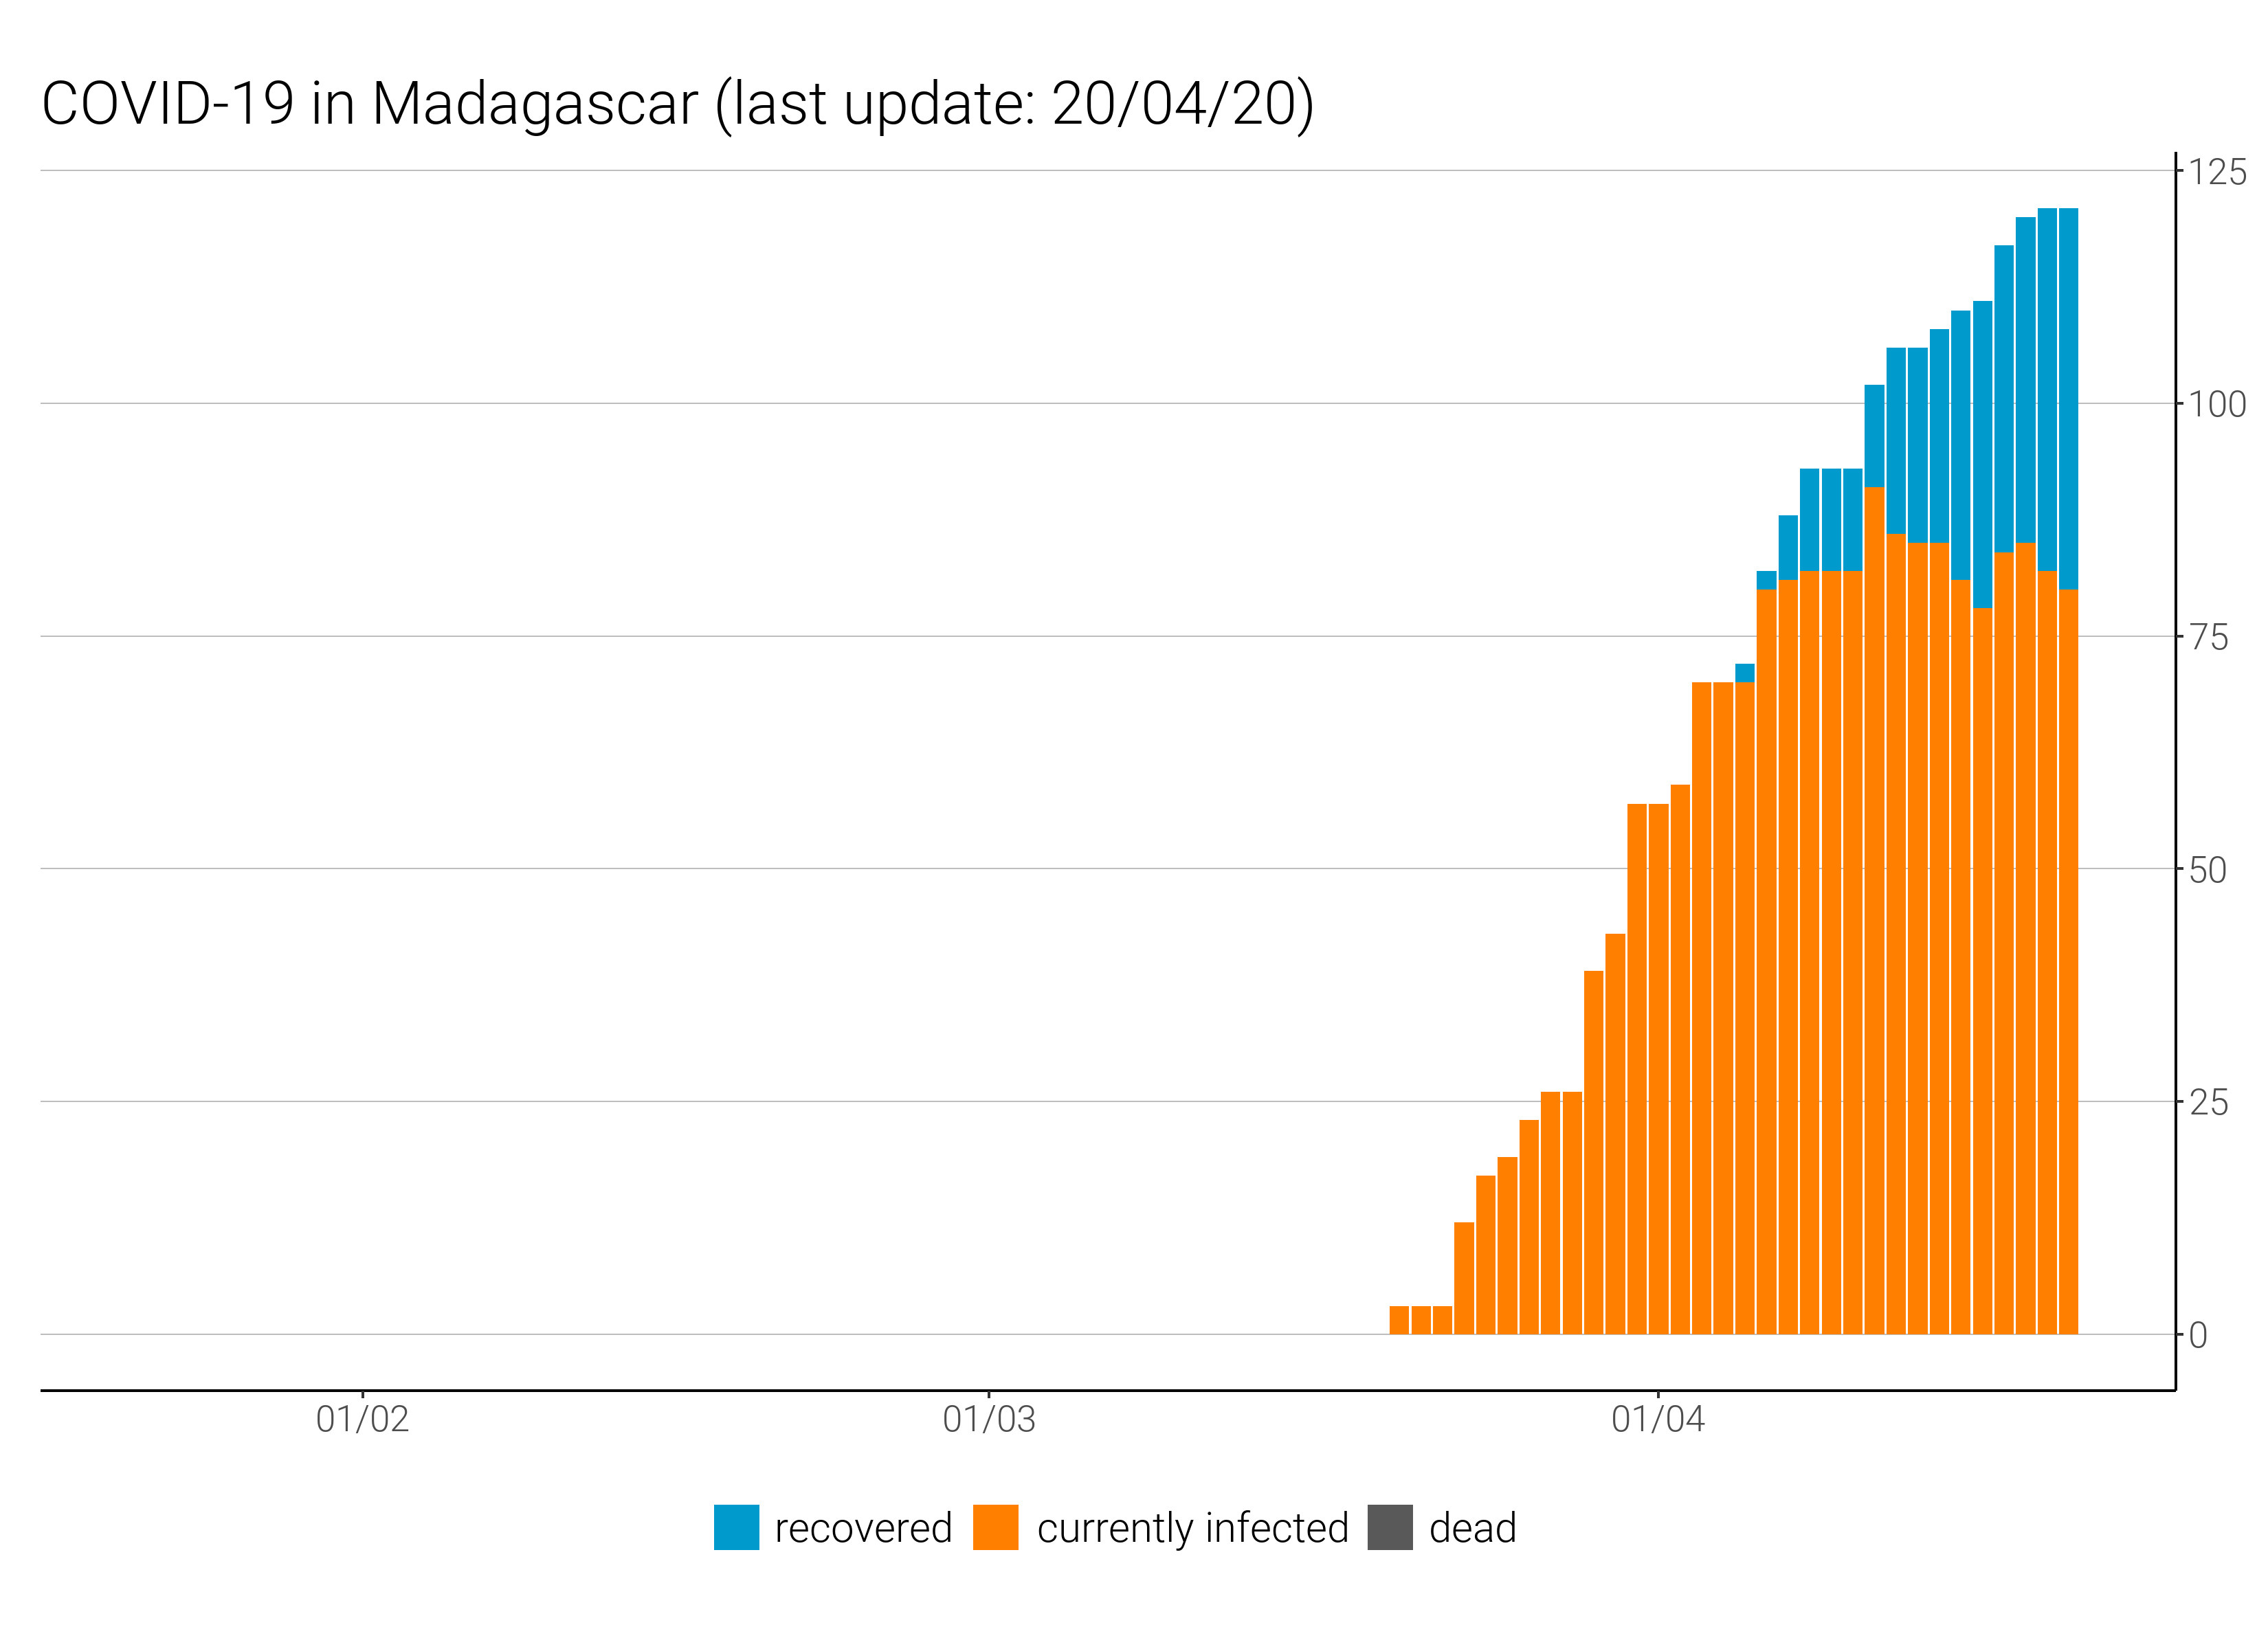 COVID-19 in Madagascar (last update: 20/04/20)
125
100
75
50
25
0
01/02 01/03 01/04
recovered currently infected dead